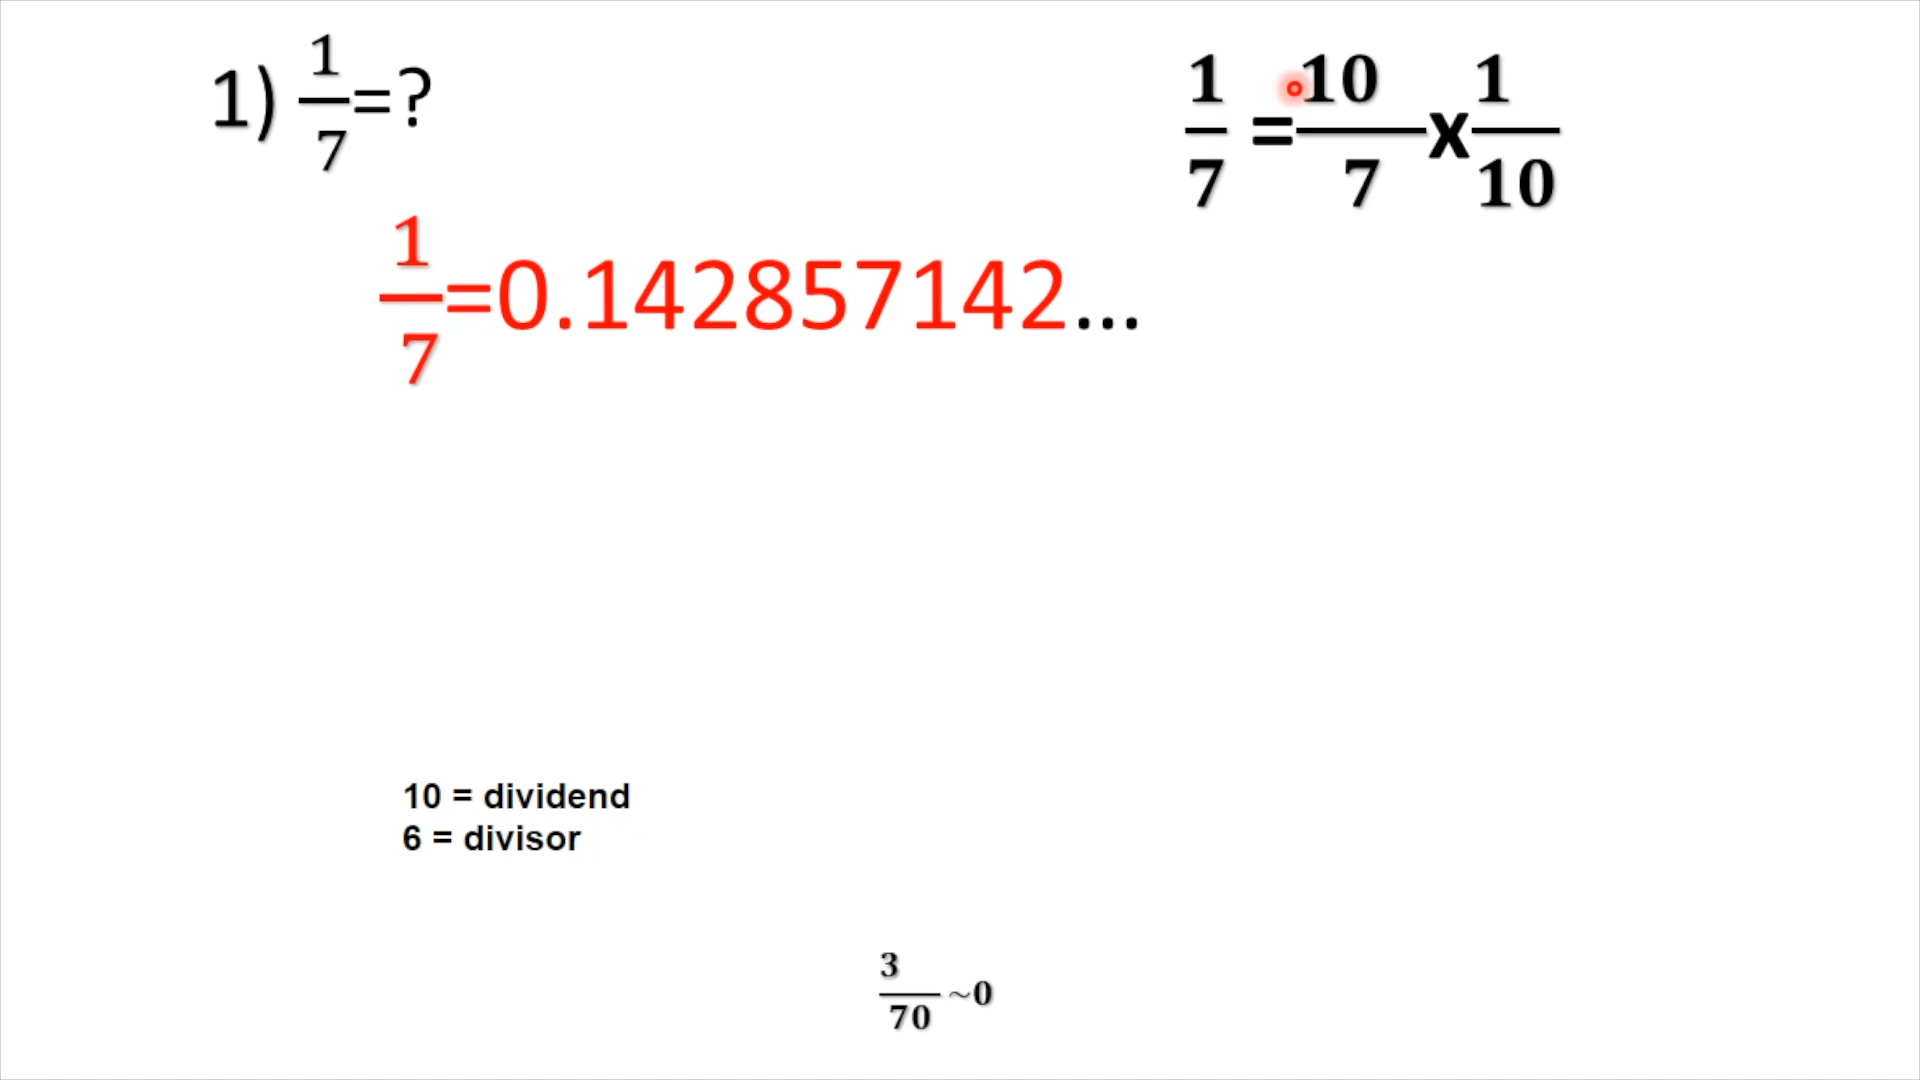 1) 1/7=?
1/7 = 10/7 x 1/10
1/7=0.142857142...
10 = dividend
6 = divisor
3/70 ~0